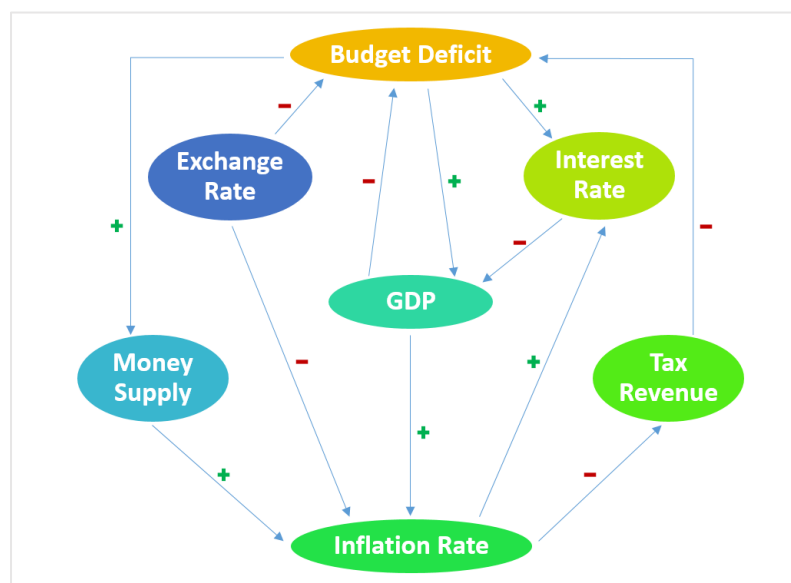 Budget Deficit
−
+
Exchange
Rate
Interest
Rate
−
+
+
−
−
GDP
−
+
Money
Supply
Tax
Revenue
+
+
−
Inflation Rate